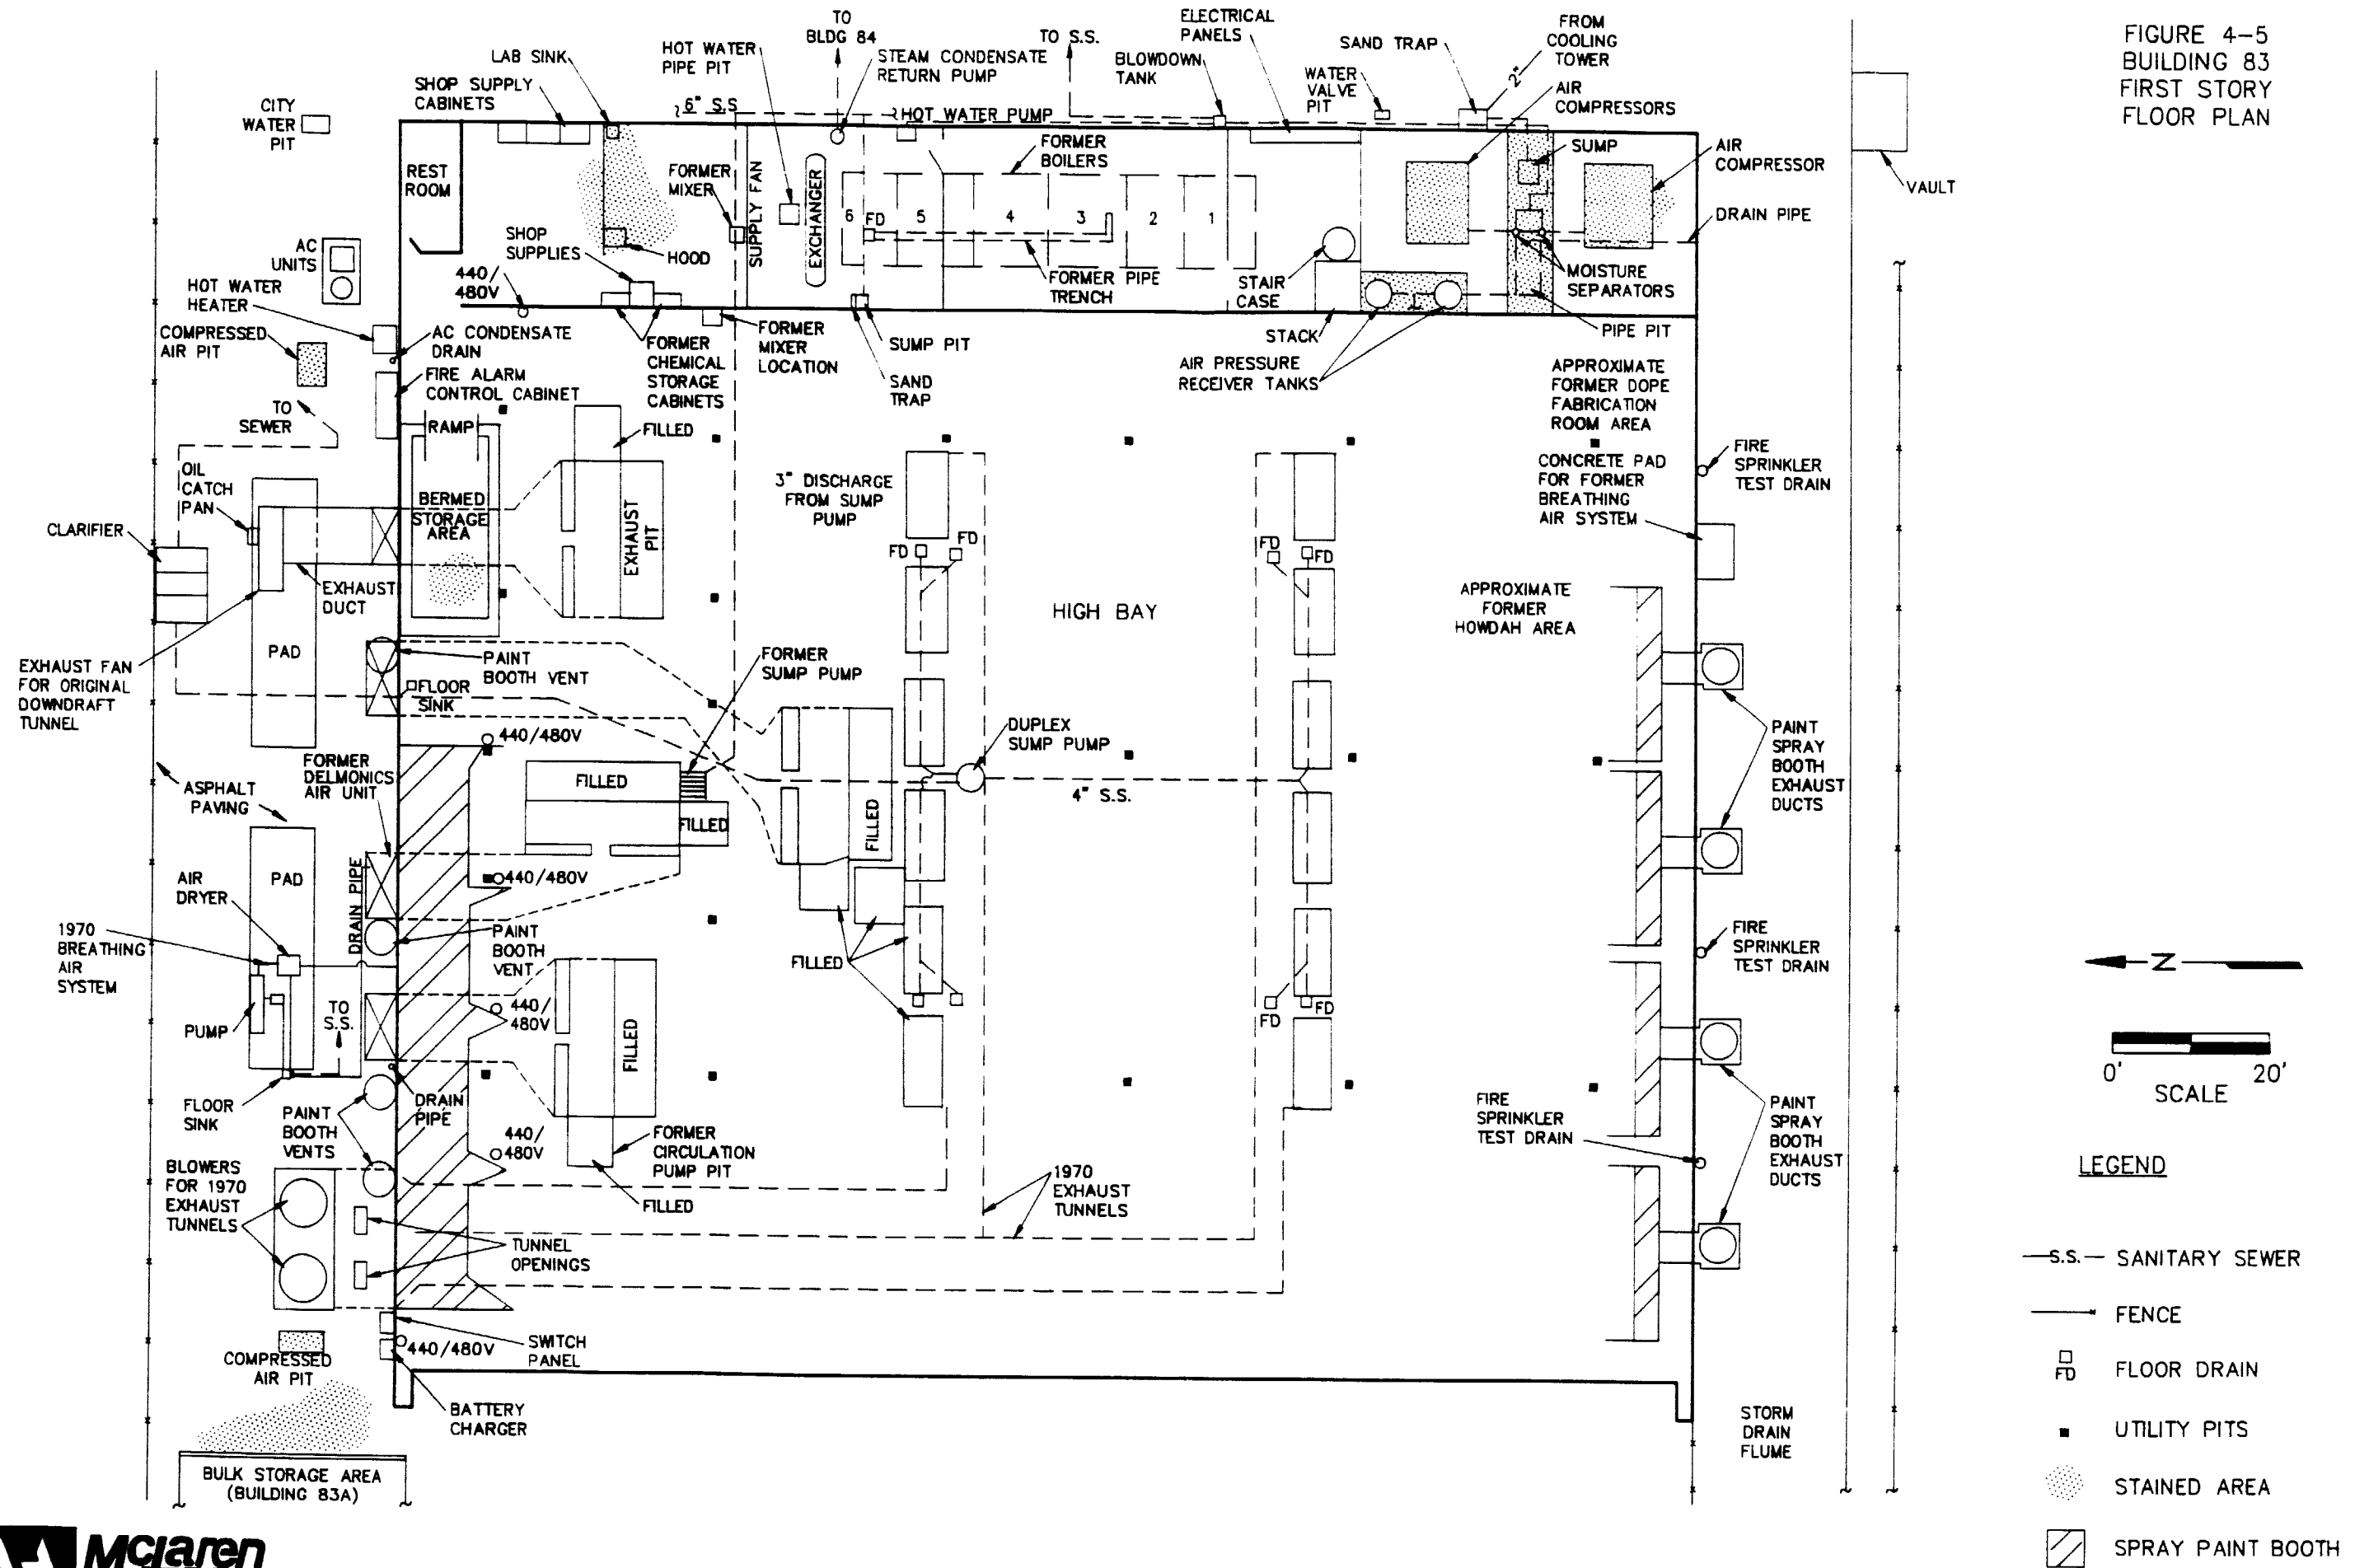 FIGURE 4-5
BUILDING 83
FIRST STORY
FLOOR PLAN
TO
BLDG 84
ELECTRICAL
PANELS
FROM
COOLING
TOWER
TO S.S.
SAND TRAP
LAB SINK
HOT WATER
PIPE PIT
STEAM CONDENSATE
RETURN PUMP
BLOWDOWN
TANK
WATER
VALVE
PIT
2"
AIR
COMPRESSORS
SHOP SUPPLY
CABINETS
CITY
WATER
PIT
6" S.S
HOT WATER PUMP
FORMER
BOILERS
SUMP
AIR
COMPRESSOR
VAULT
REST
ROOM
FORMER
MIXER
SUPPLY FAN
EXCHANGER
6
FD
5
4
3
2
1
DRAIN PIPE
AC
UNITS
SHOP
SUPPLIES
HOOD
440/
480V
FORMER PIPE
TRENCH
STAIR
CASE
MOISTURE
SEPARATORS
HOT WATER
HEATER
COMPRESSED
AIR PIT
AC CONDENSATE
DRAIN
FORMER
CHEMICAL
STORAGE
CABINETS
FORMER
MIXER
LOCATION
SUMP PIT
SAND
TRAP
STACK
PIPE PIT
AIR PRESSURE
RECEIVER TANKS
FIRE ALARM
CONTROL CABINET
APPROXIMATE
FORMER DOPE
FABRICATION
ROOM AREA
TO
SEWER
RAMP
FILLED
FIRE
SPRINKLER
TEST DRAIN
OIL
CATCH
PAN
BERMED
STORAGE
AREA
EXHAUST
PIT
3" DISCHARGE
FROM SUMP
PUMP
CONCRETE PAD
FOR FORMER
BREATHING
AIR SYSTEM
CLARIFIER
FD
FD
FD
FD
EXHAUST
DUCT
HIGH BAY
APPROXIMATE
FORMER
HOWDAH AREA
PAD
EXHAUST FAN
FOR ORIGINAL
DOWNDRAFT
TUNNEL
PAINT
BOOTH VENT
FLOOR
SINK
FORMER
SUMP PUMP
440/480V
DUPLEX
SUMP PUMP
PAINT
SPRAY
BOOTH
EXHAUST
DUCTS
FORMER
DELMONICS
AIR UNIT
ASPHALT
PAVING
FILLED
FILLED
FILLED
4" S.S.
AIR
DRYER
PAD
DRAIN PIPE
440/480V
1970
BREATHING
AIR
SYSTEM
PAINT
BOOTH
VENT
FILLED
FIRE
SPRINKLER
TEST DRAIN
N
PUMP
TO
S.S.
440/
480V
FILLED
FD
FD
0'
20'
SCALE
FLOOR
SINK
PAINT
BOOTH
VENTS
DRAIN
PIPE
440/
480V
FORMER
CIRCULATION
PUMP PIT
FIRE
SPRINKLER
TEST DRAIN
PAINT
SPRAY
BOOTH
EXHAUST
DUCTS
BLOWERS
FOR 1970
EXHAUST
TUNNELS
FILLED
1970
EXHAUST
TUNNELS
TUNNEL
OPENINGS
LEGEND
S.S. SANITARY SEWER
FENCE
FD FLOOR DRAIN
UTILITY PITS
STAINED AREA
SPRAY PAINT BOOTH
COMPRESSED
AIR PIT
440/480V
SWITCH
PANEL
BATTERY
CHARGER
STORM
DRAIN
FLUME
BULK STORAGE AREA
(BUILDING 83A)
McLaren